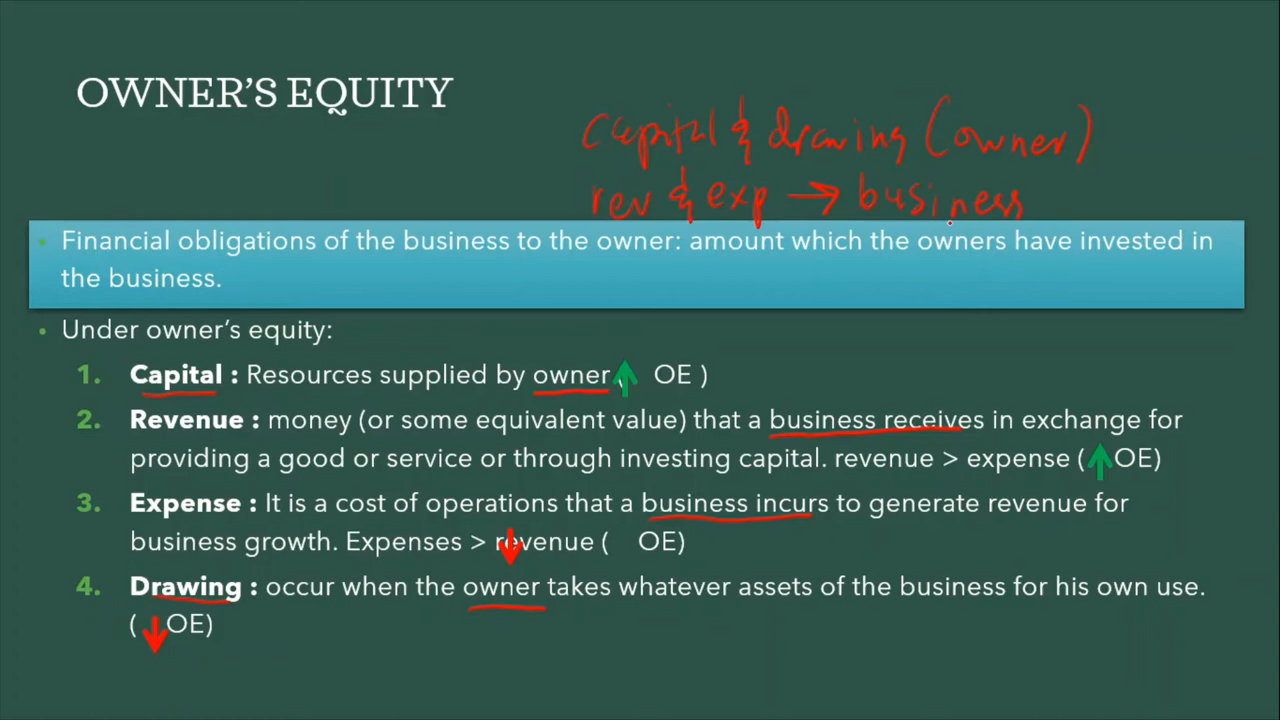 OWNER'S EQUITY
capital & drawing (owner)
rev & exp → business
• Financial obligations of the business to the owner: amount which the owners have invested in
the business.
• Under owner's equity:
1. Capital : Resources supplied by owner ( OE )
2. Revenue : money (or some equivalent value) that a business receives in exchange for
providing a good or service or through investing capital. revenue > expense ( OE)
3. Expense : It is a cost of operations that a business incurs to generate revenue for
business growth. Expenses > revenue ( OE)
4. Drawing : occur when the owner takes whatever assets of the business for his own use.
( OE)